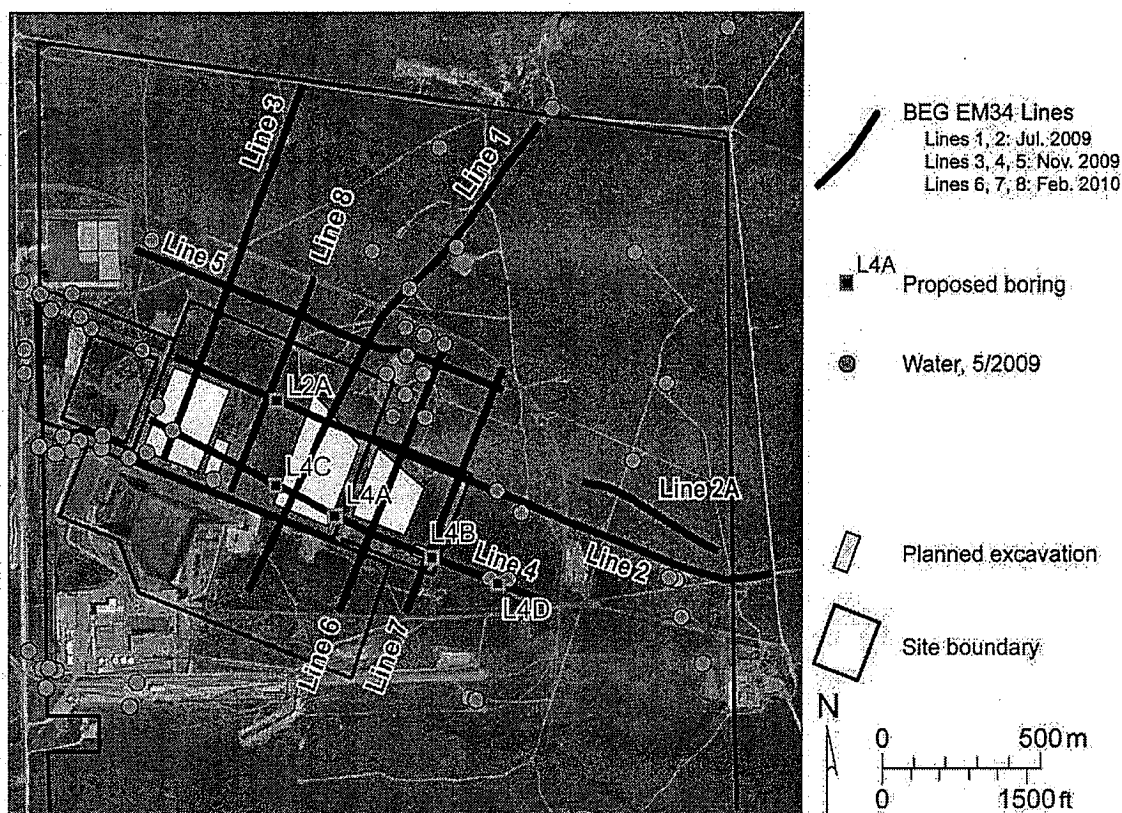 Line 3
Line 1
Line 8
Line 5
L2A
L4C
L4A
L4B
Line 4
L4D
Line 2A
Line 2
Line 6
Line 7
BEG EM34 Lines
Lines 1, 2: Jul. 2009
Lines 3, 4, 5: Nov. 2009
Lines 6, 7, 8: Feb. 2010
L4A
Proposed boring
Water, 5/2009
Planned excavation
Site boundary
N
0 500 m
0 1500 ft